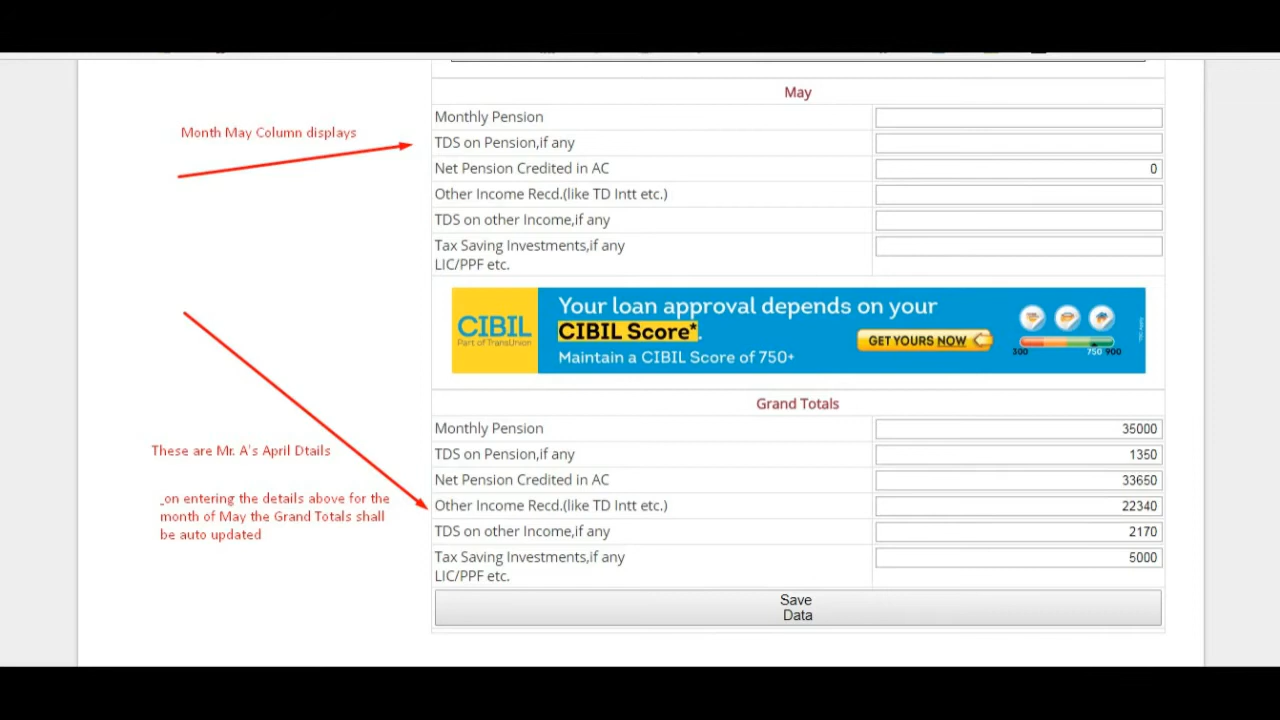 May
Month May Column displays
Monthly Pension
TDS on Pension,if any
Net Pension Credited in AC 0
Other Income Recd.(like TD Intt etc.)
TDS on other Income,if any
Tax Saving Investments,if any
LIC/PPF etc.
CIBIL
Part of TransUnion
Your loan approval depends on your
CIBIL Score*.
Maintain a CIBIL Score of 750+
GET YOURS NOW
300 750 900
Grand Totals
Monthly Pension 35000
TDS on Pension,if any 1350
Net Pension Credited in AC 33650
Other Income Recd.(like TD Intt etc.) 22340
TDS on other Income,if any 2170
Tax Saving Investments,if any 5000
LIC/PPF etc.
These are Mr. A's April Dtails
_on entering the details above for the
month of May the Grand Totals shall
be auto updated
Save
Data